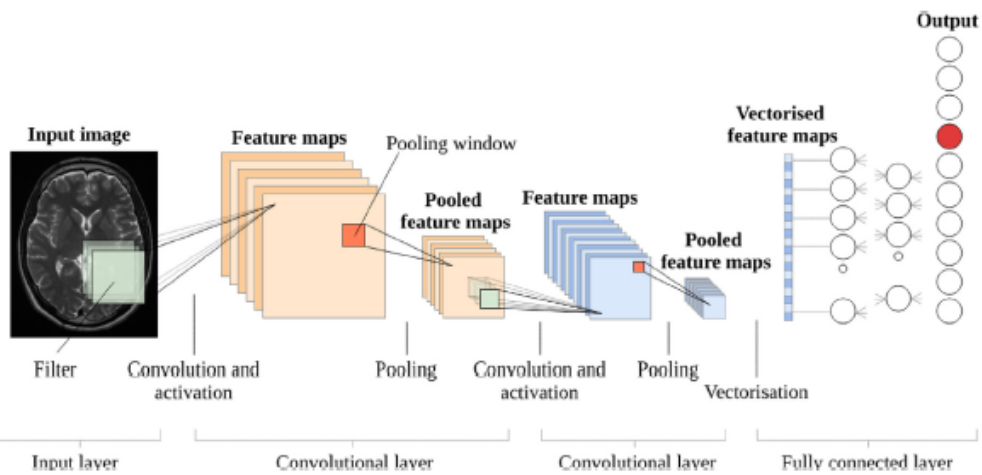 Output
Vectorised
feature maps
Input image
Feature maps
Pooling window
Pooled
feature maps
Feature maps
Pooled
feature maps
Filter
Convolution and
activation
Pooling
Convolution and
activation
Pooling
Vectorisation
Input layer
Convolutional layer
Convolutional layer
Fully connected layer